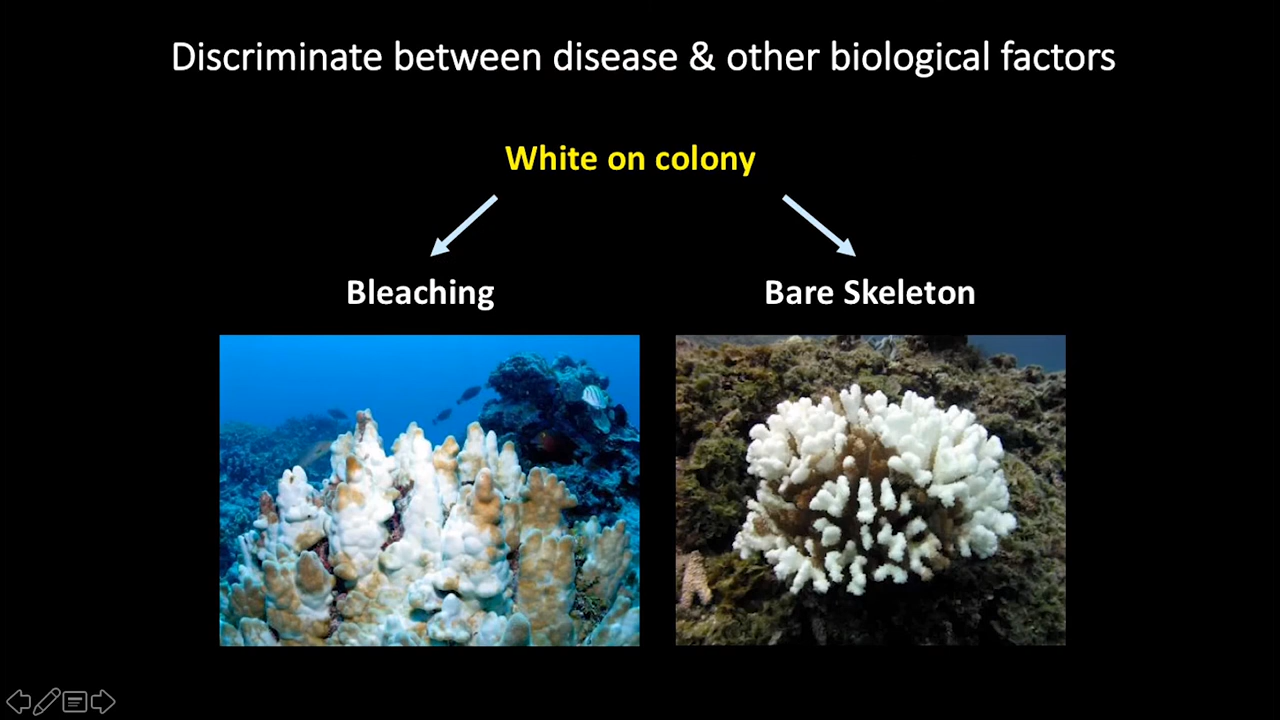 Discriminate between disease & other biological factors
White on colony
Bleaching
Bare Skeleton